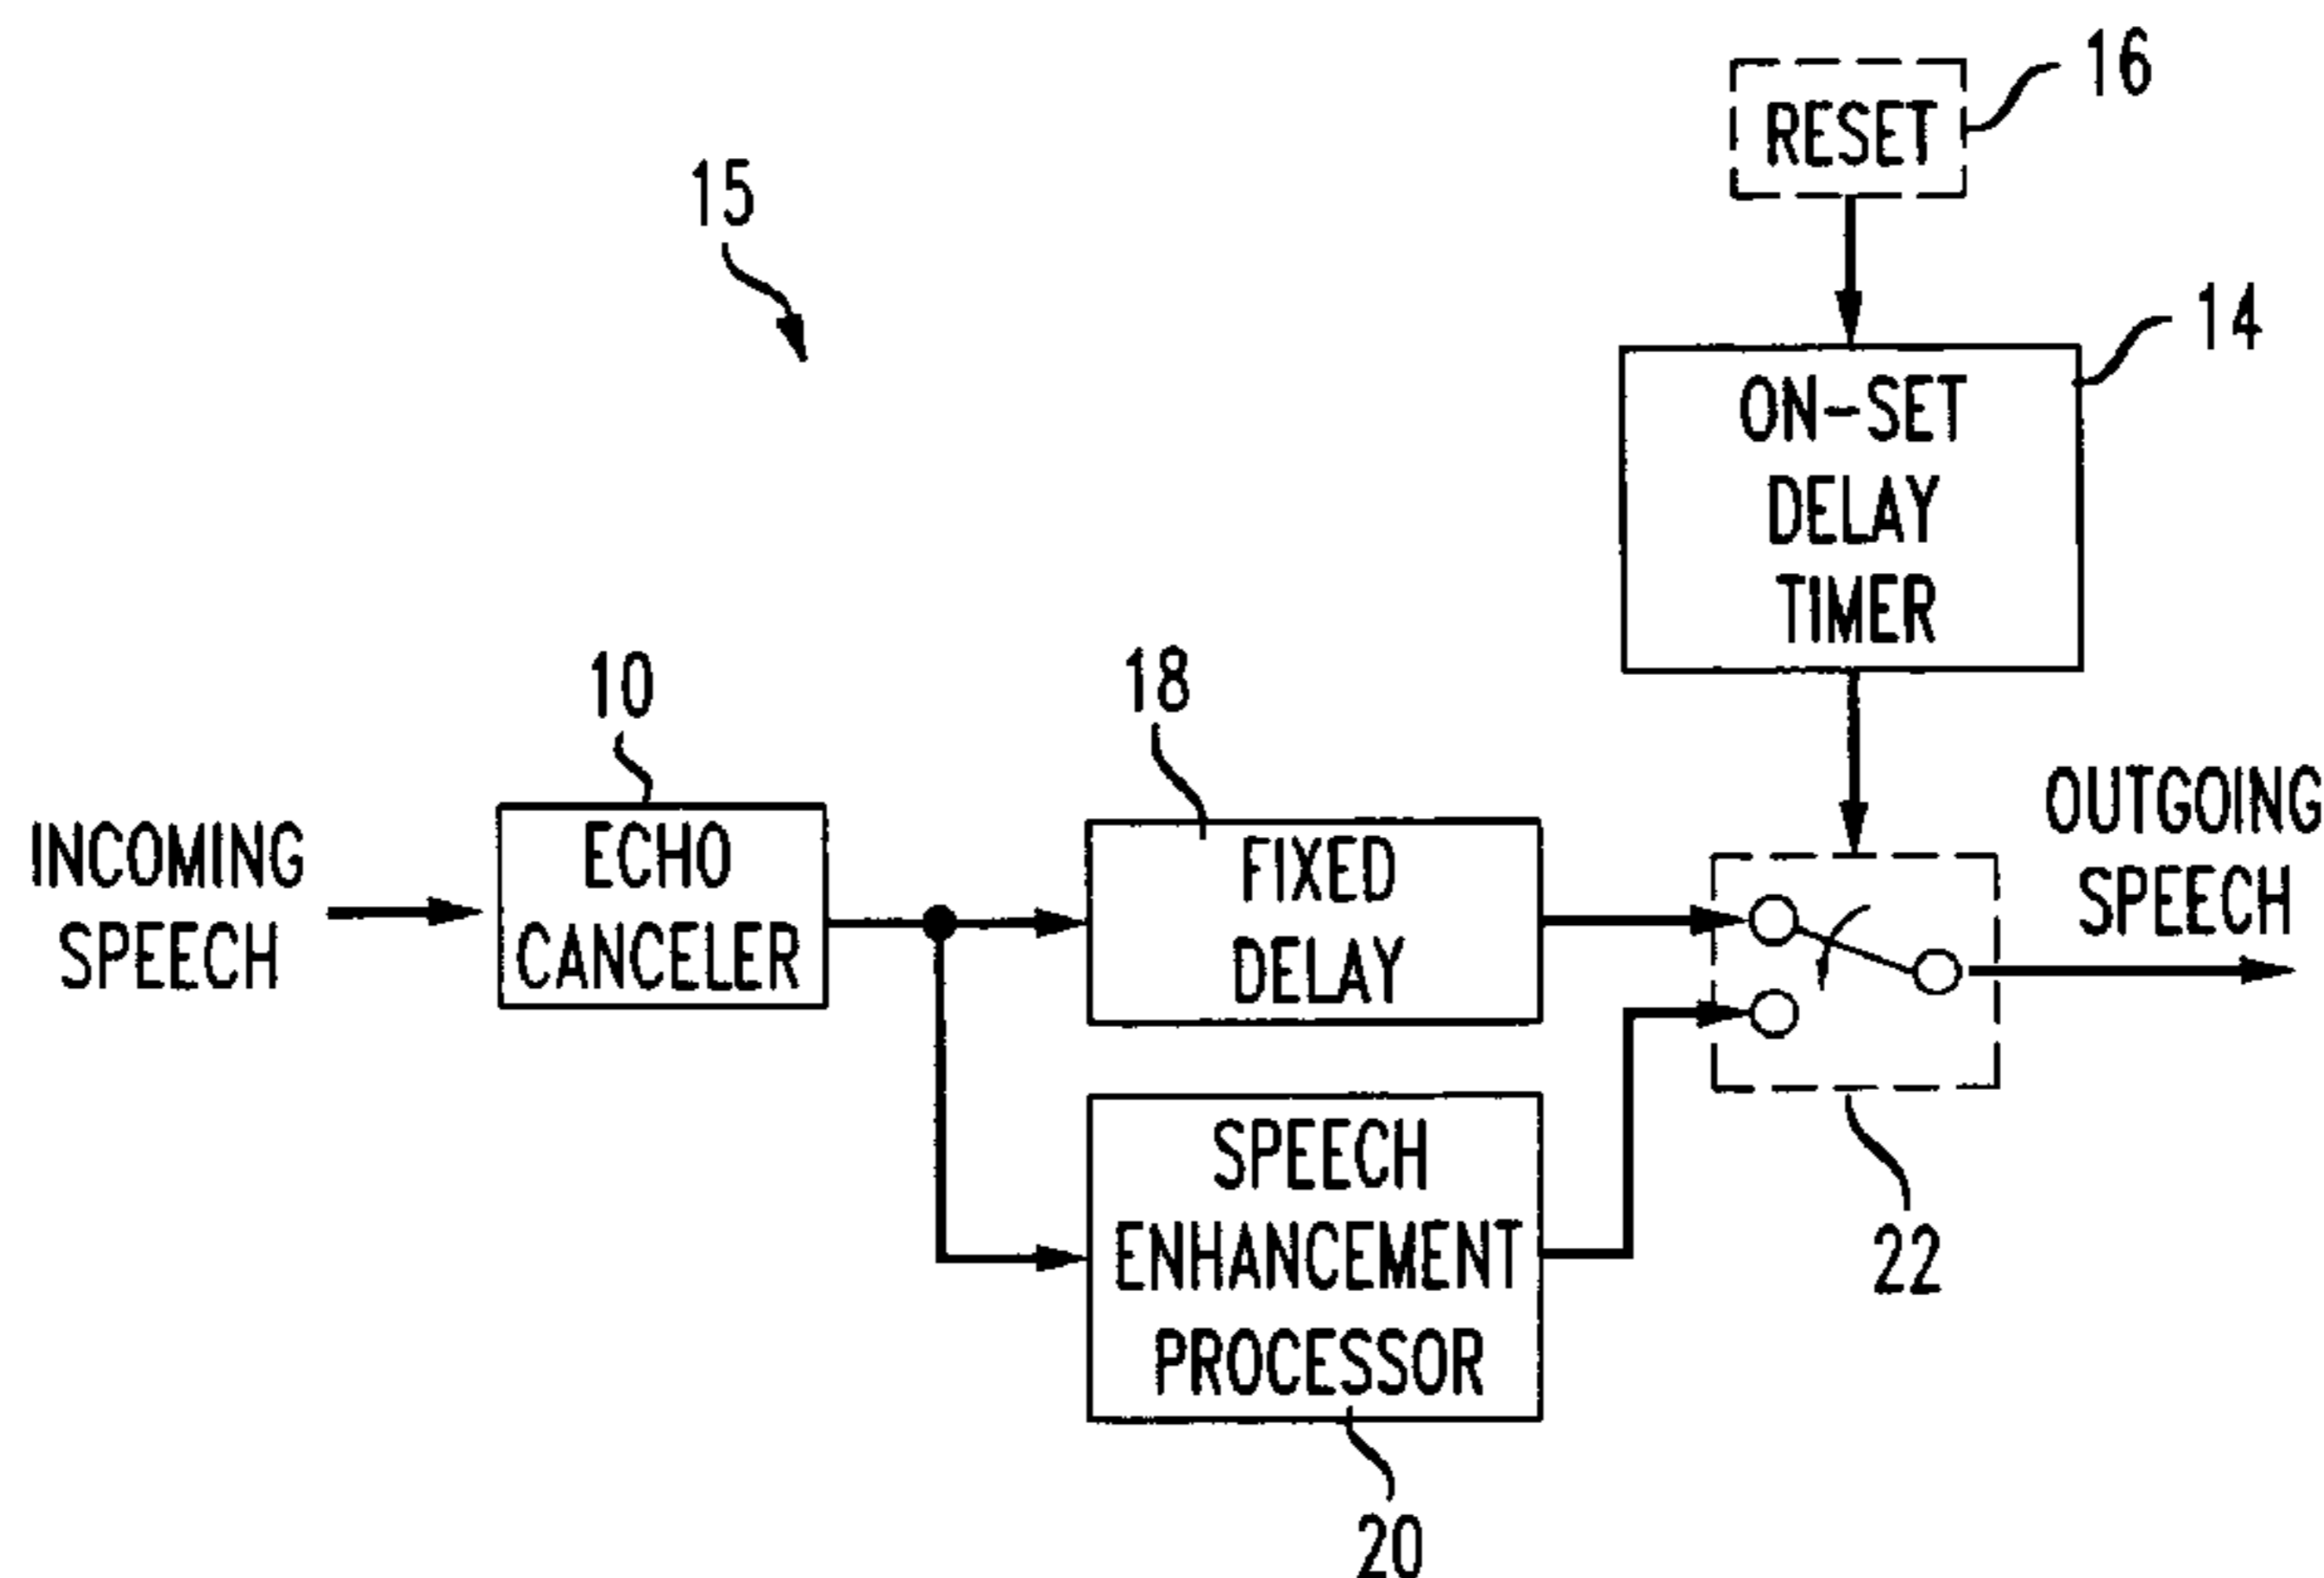 16
RESET
15
14
ON-SET
DELAY
TIMER
10
18
INCOMING
SPEECH
ECHO
CANCELER
FIXED
DELAY
OUTGOING
SPEECH
SPEECH
ENHANCEMENT
PROCESSOR
22
20